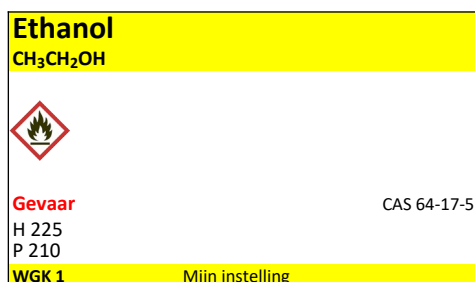 Ethanol
CH₃CH₂OH
Gevaar CAS 64-17-5
H 225
P 210
WGK 1 Mijn instelling